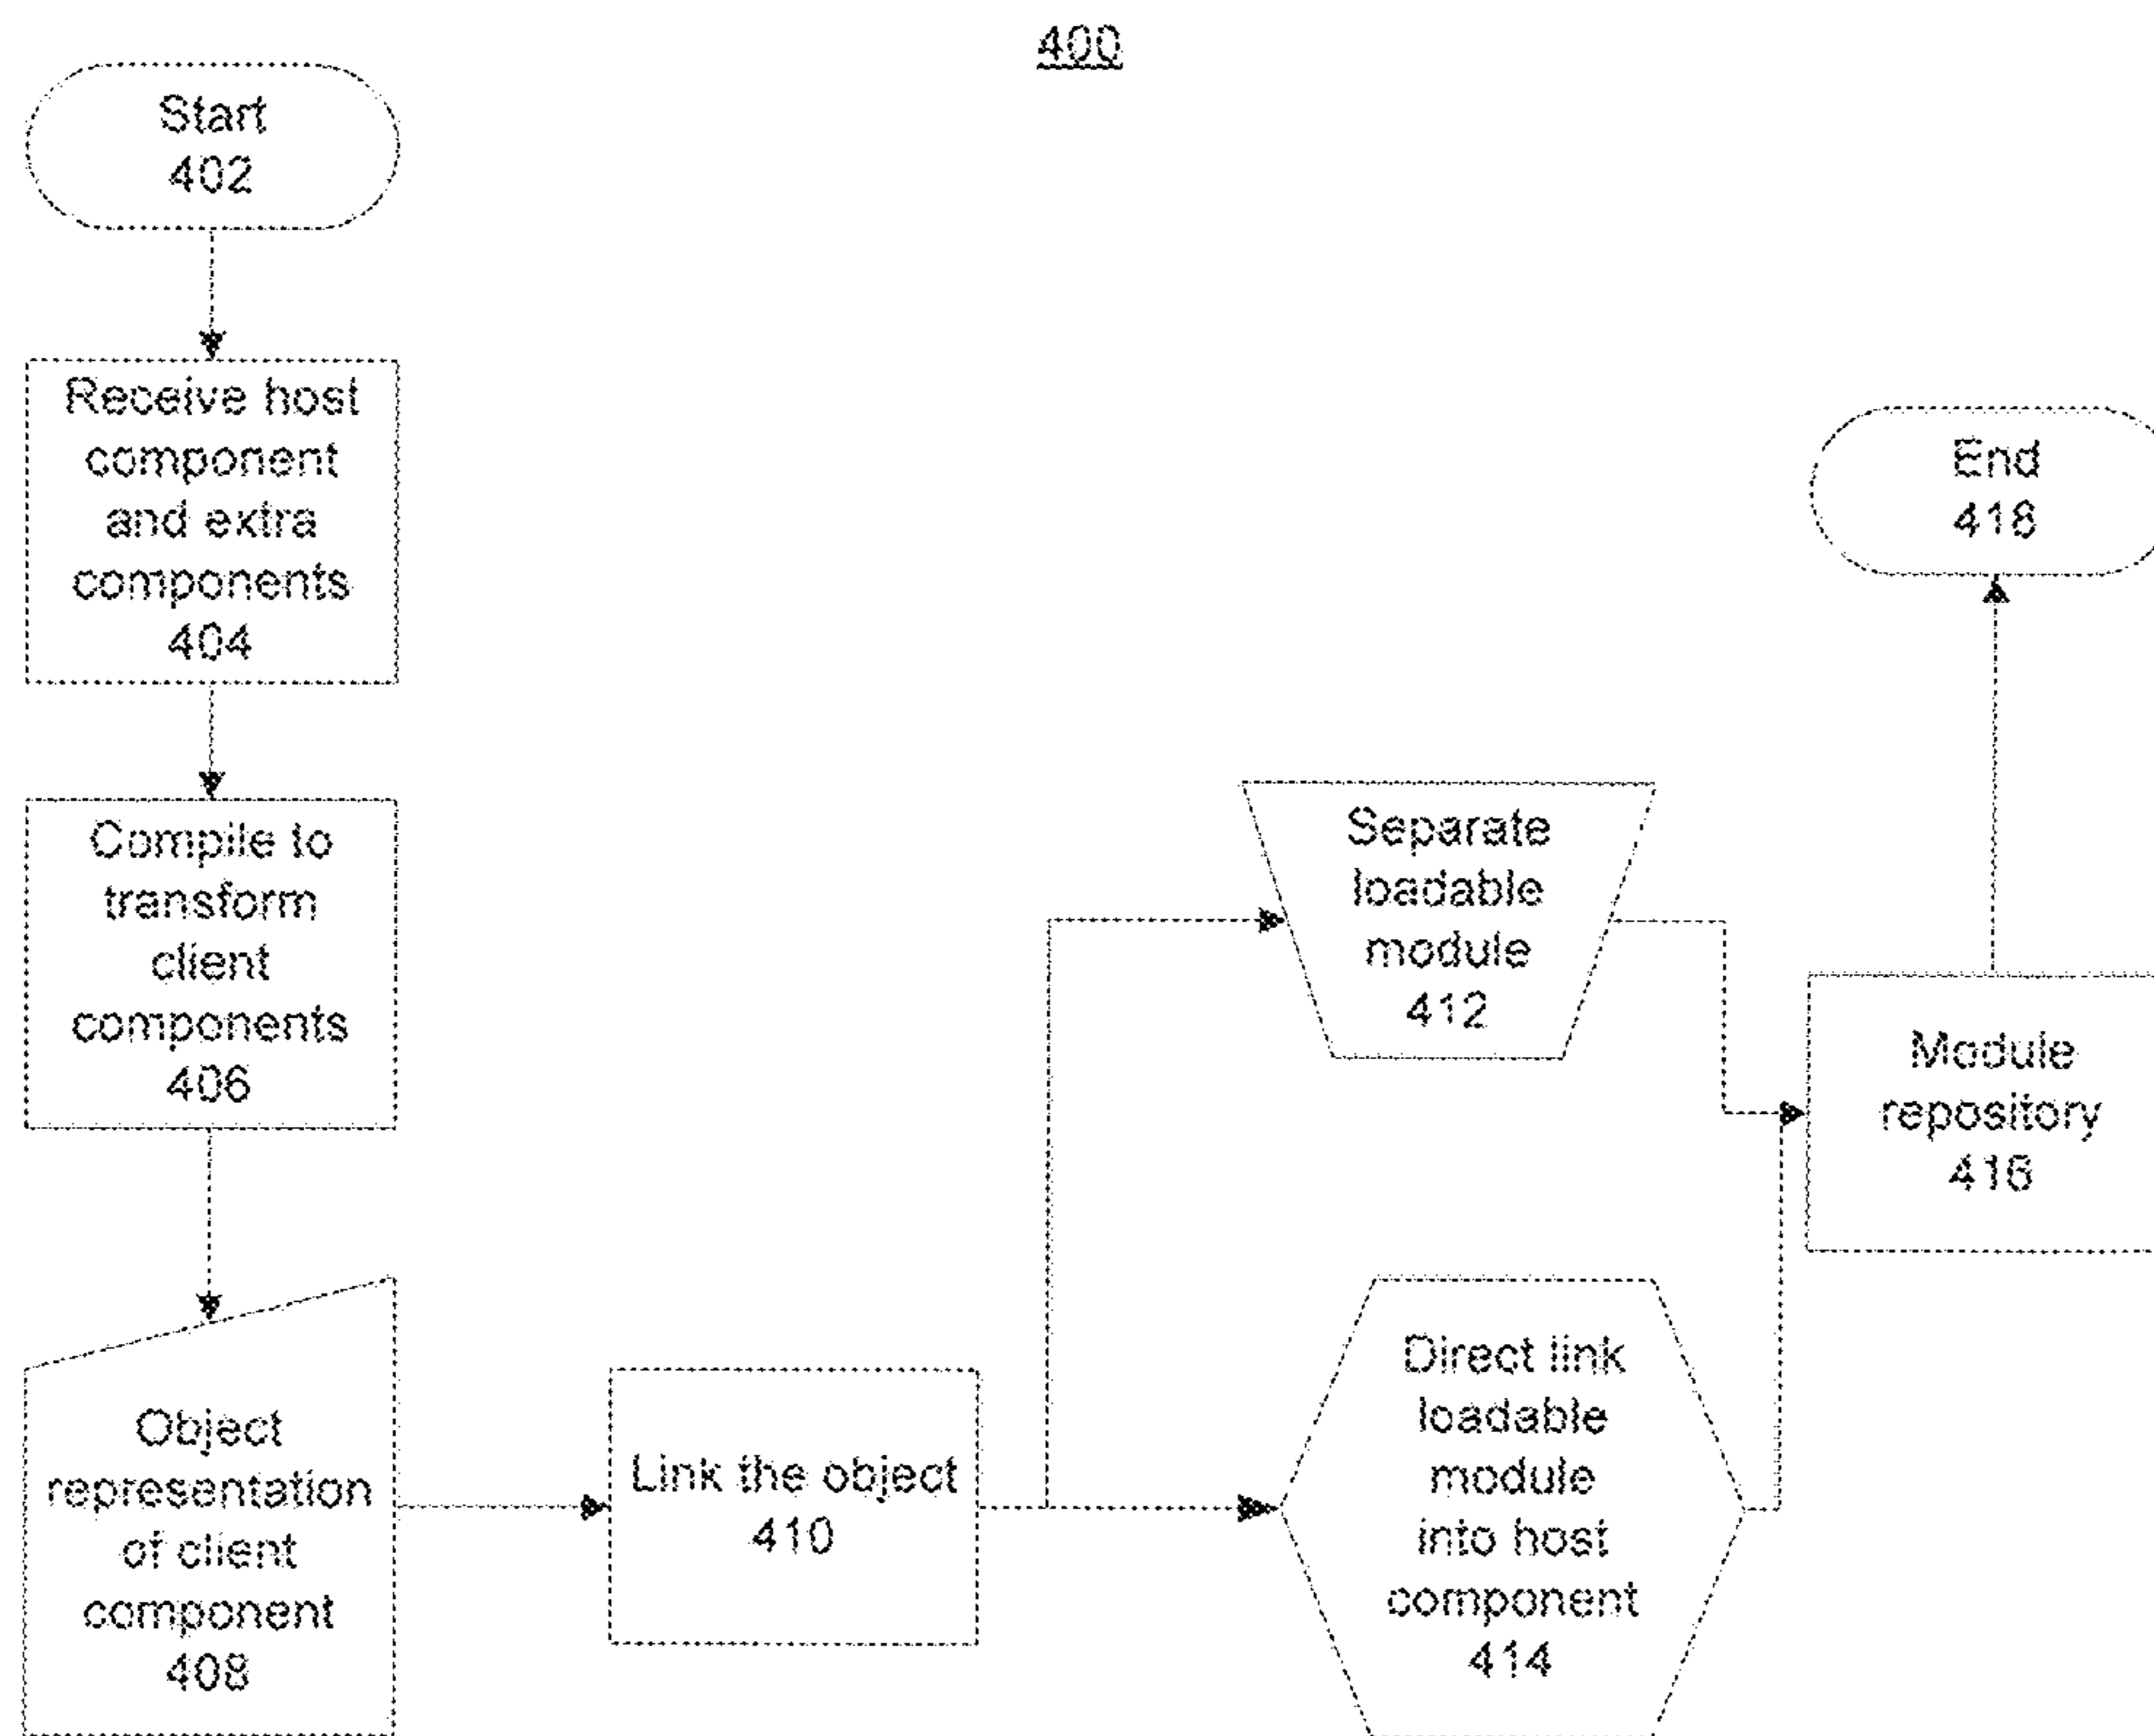 400
Start
402
Receive host
component
and extra
components
404
Compile to
transform
client
components
406
Object
representation
of client
component
408
Link the object
410
Separate
loadable
module
412
Direct link
loadable
module
into host
component
414
Module
repository
416
End
418